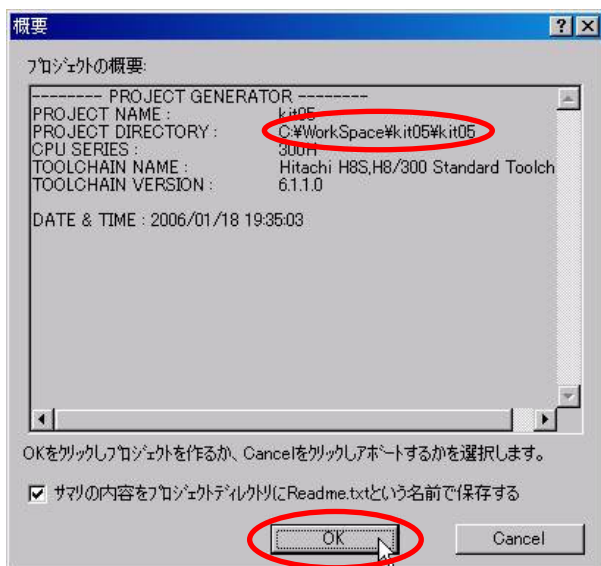 概要
プロジェクトの概要:
-------- PROJECT GENERATOR --------
PROJECT NAME : kit05
PROJECT DIRECTORY : C:¥WorkSpace¥kit05¥kit05
CPU SERIES : 300H
TOOLCHAIN NAME : Hitachi H8S,H8/300 Standard Toolch
TOOLCHAIN VERSION : 6.1.1.0
DATE & TIME : 2006/01/18 19:35:03
OKをクリックしプロジェクトを作るか、Cancelをクリックしアボートするかを選択します。
サマリの内容をプロジェクトディレクトリにReadme.txtという名前で保存する
OK Cancel